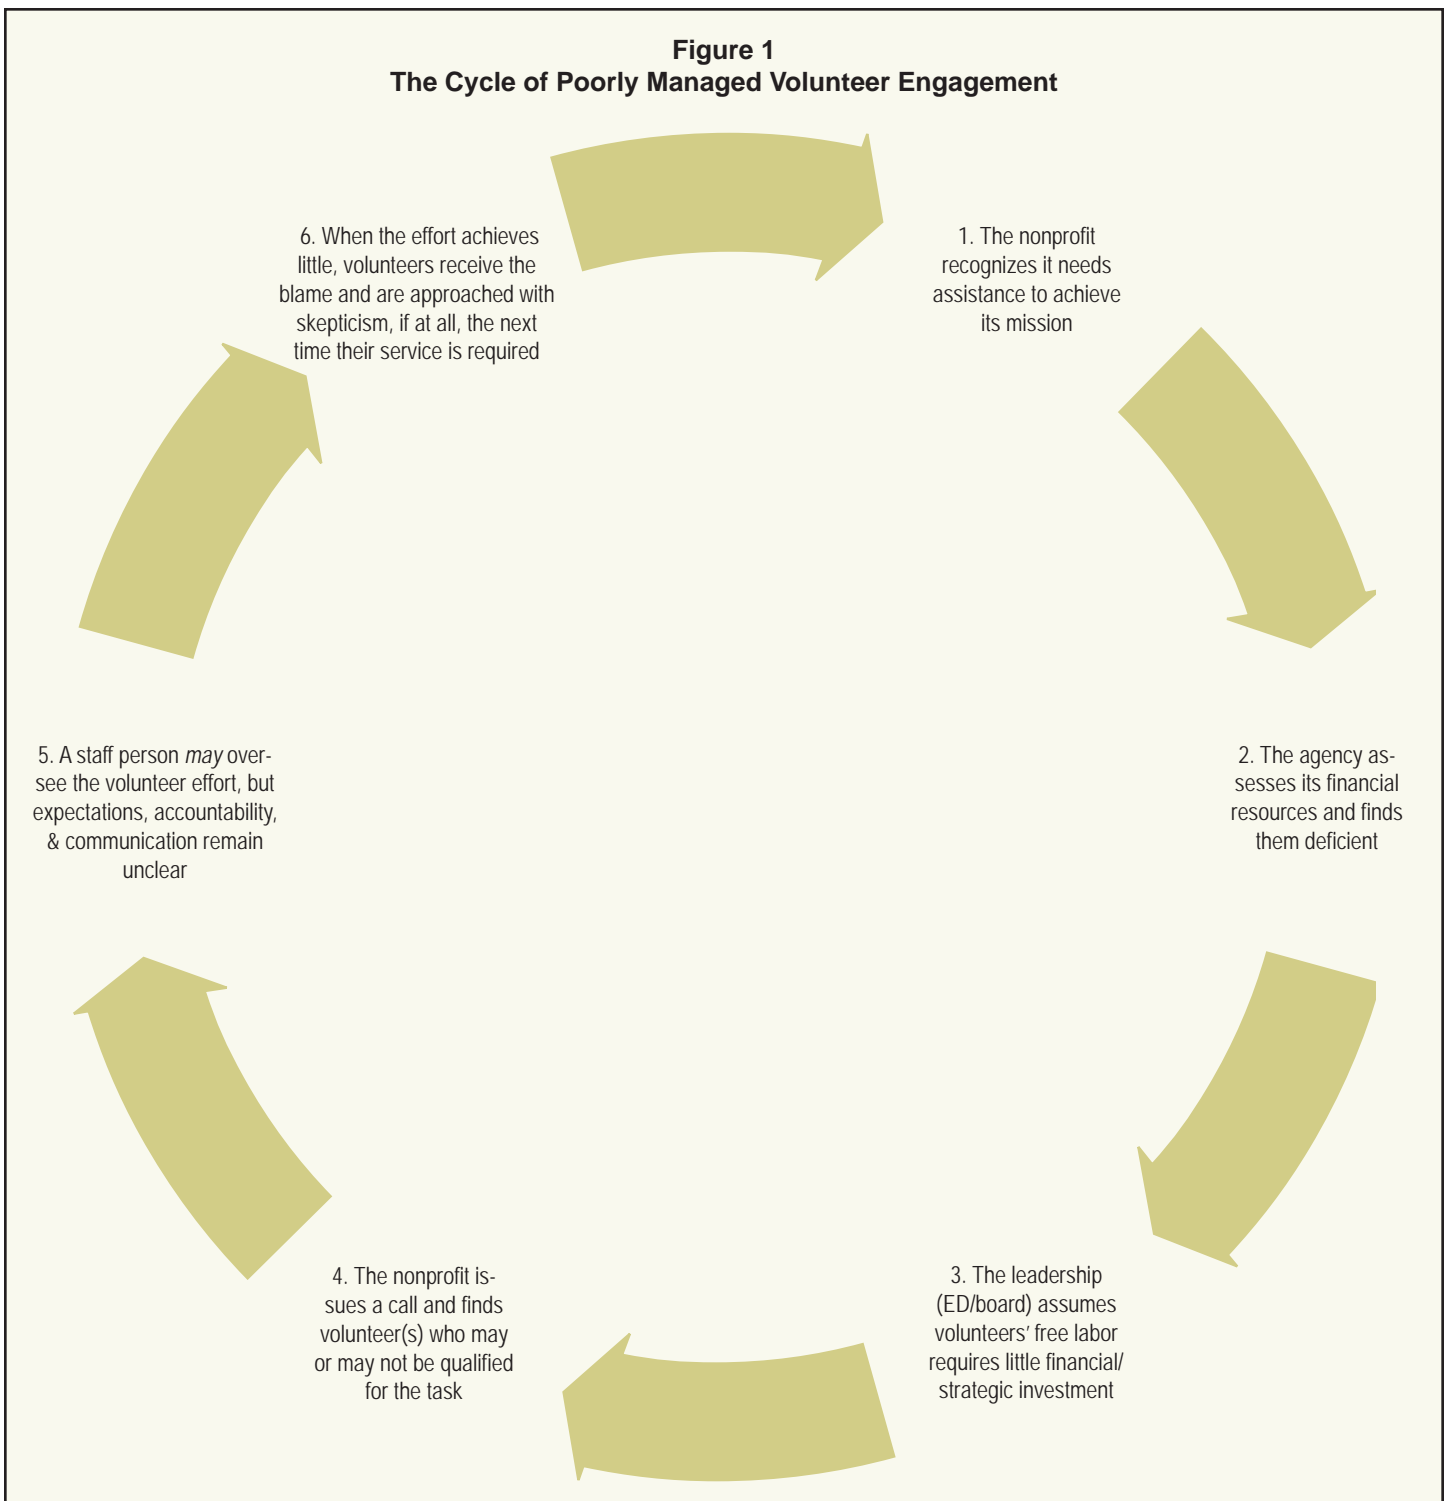 Figure 1
The Cycle of Poorly Managed Volunteer Engagement
1. The nonprofit
recognizes it needs
assistance to achieve
its mission
2. The agency as-
sesses its financial
resources and finds
them deficient
3. The leadership
(ED/board) assumes
volunteers’ free labor
requires little financial/
strategic investment
4. The nonprofit is-
sues a call and finds
volunteer(s) who may
or may not be qualified
for the task
5. A staff person may over-
see the volunteer effort, but
expectations, accountability,
& communication remain
unclear
6. When the effort achieves
little, volunteers receive the
blame and are approached with
skepticism, if at all, the next
time their service is required